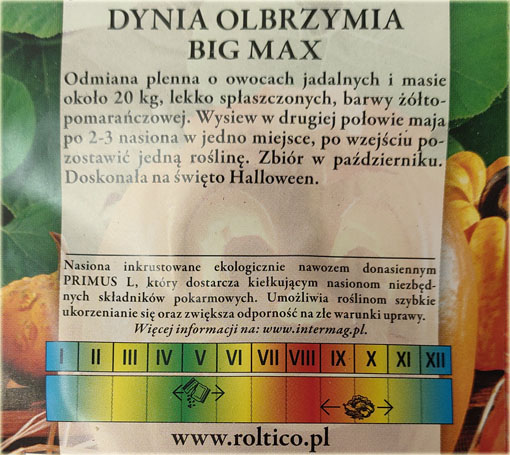 DYNIA OLBRZYMIA
BIG MAX
Odmiana plenna o owocach jadalnych i masie
około 20 kg, lekko spłaszczonych, barwy żółto-
pomarańczowej. Wysiew w drugiej połowie maja
po 2-3 nasiona w jedno miejsce, po wzejściu po-
zostawić jedną roślinę. Zbiór w październiku.
Doskonała na święto Halloween.
Nasiona inkrustowane ekologicznie nawozem donasiennym
PRIMUS L, który dostarcza kiełkującym nasionom niezbęd-
nych składników pokarmowych. Umożliwia roślinom szybkie
ukorzenianie się oraz zwiększa odporność na złe warunki uprawy.
Więcej informacji na: www.intermag.pl.
I II III IV V VI VII VIII IX X XI XII
www.roltico.pl